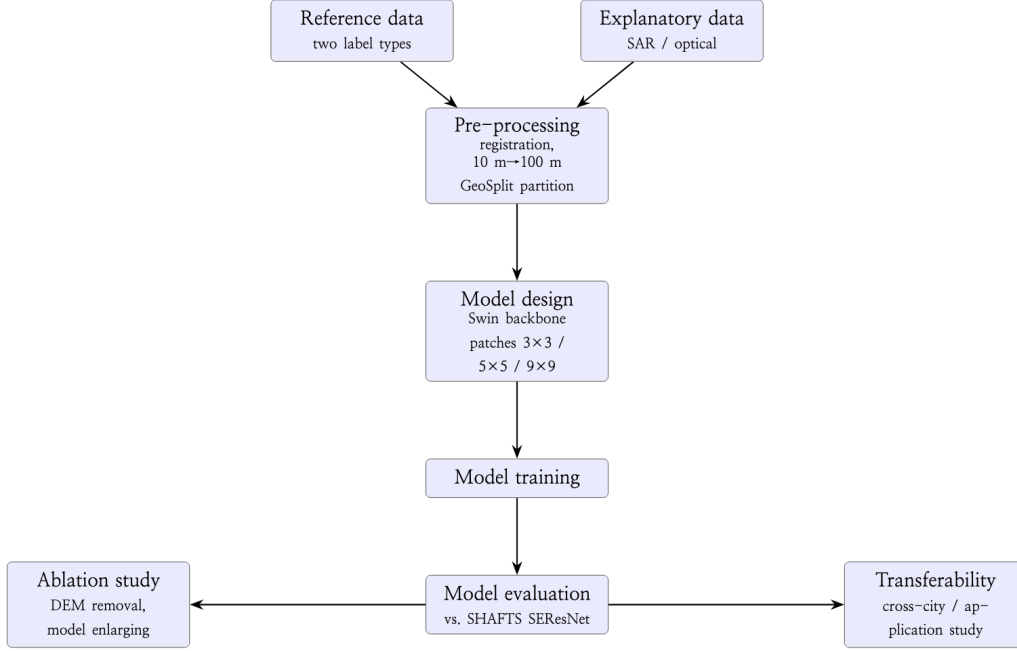 Reference data
two label types
Explanatory data
SAR / optical
Pre-processing
registration,
10 m→100 m
GeoSplit partition
Model design
Swin backbone
patches 3×3 /
5×5 / 9×9
Model training
Ablation study
DEM removal,
model enlarging
Model evaluation
vs. SHAFTS SEResNet
Transferability
cross-city / ap-
plication study